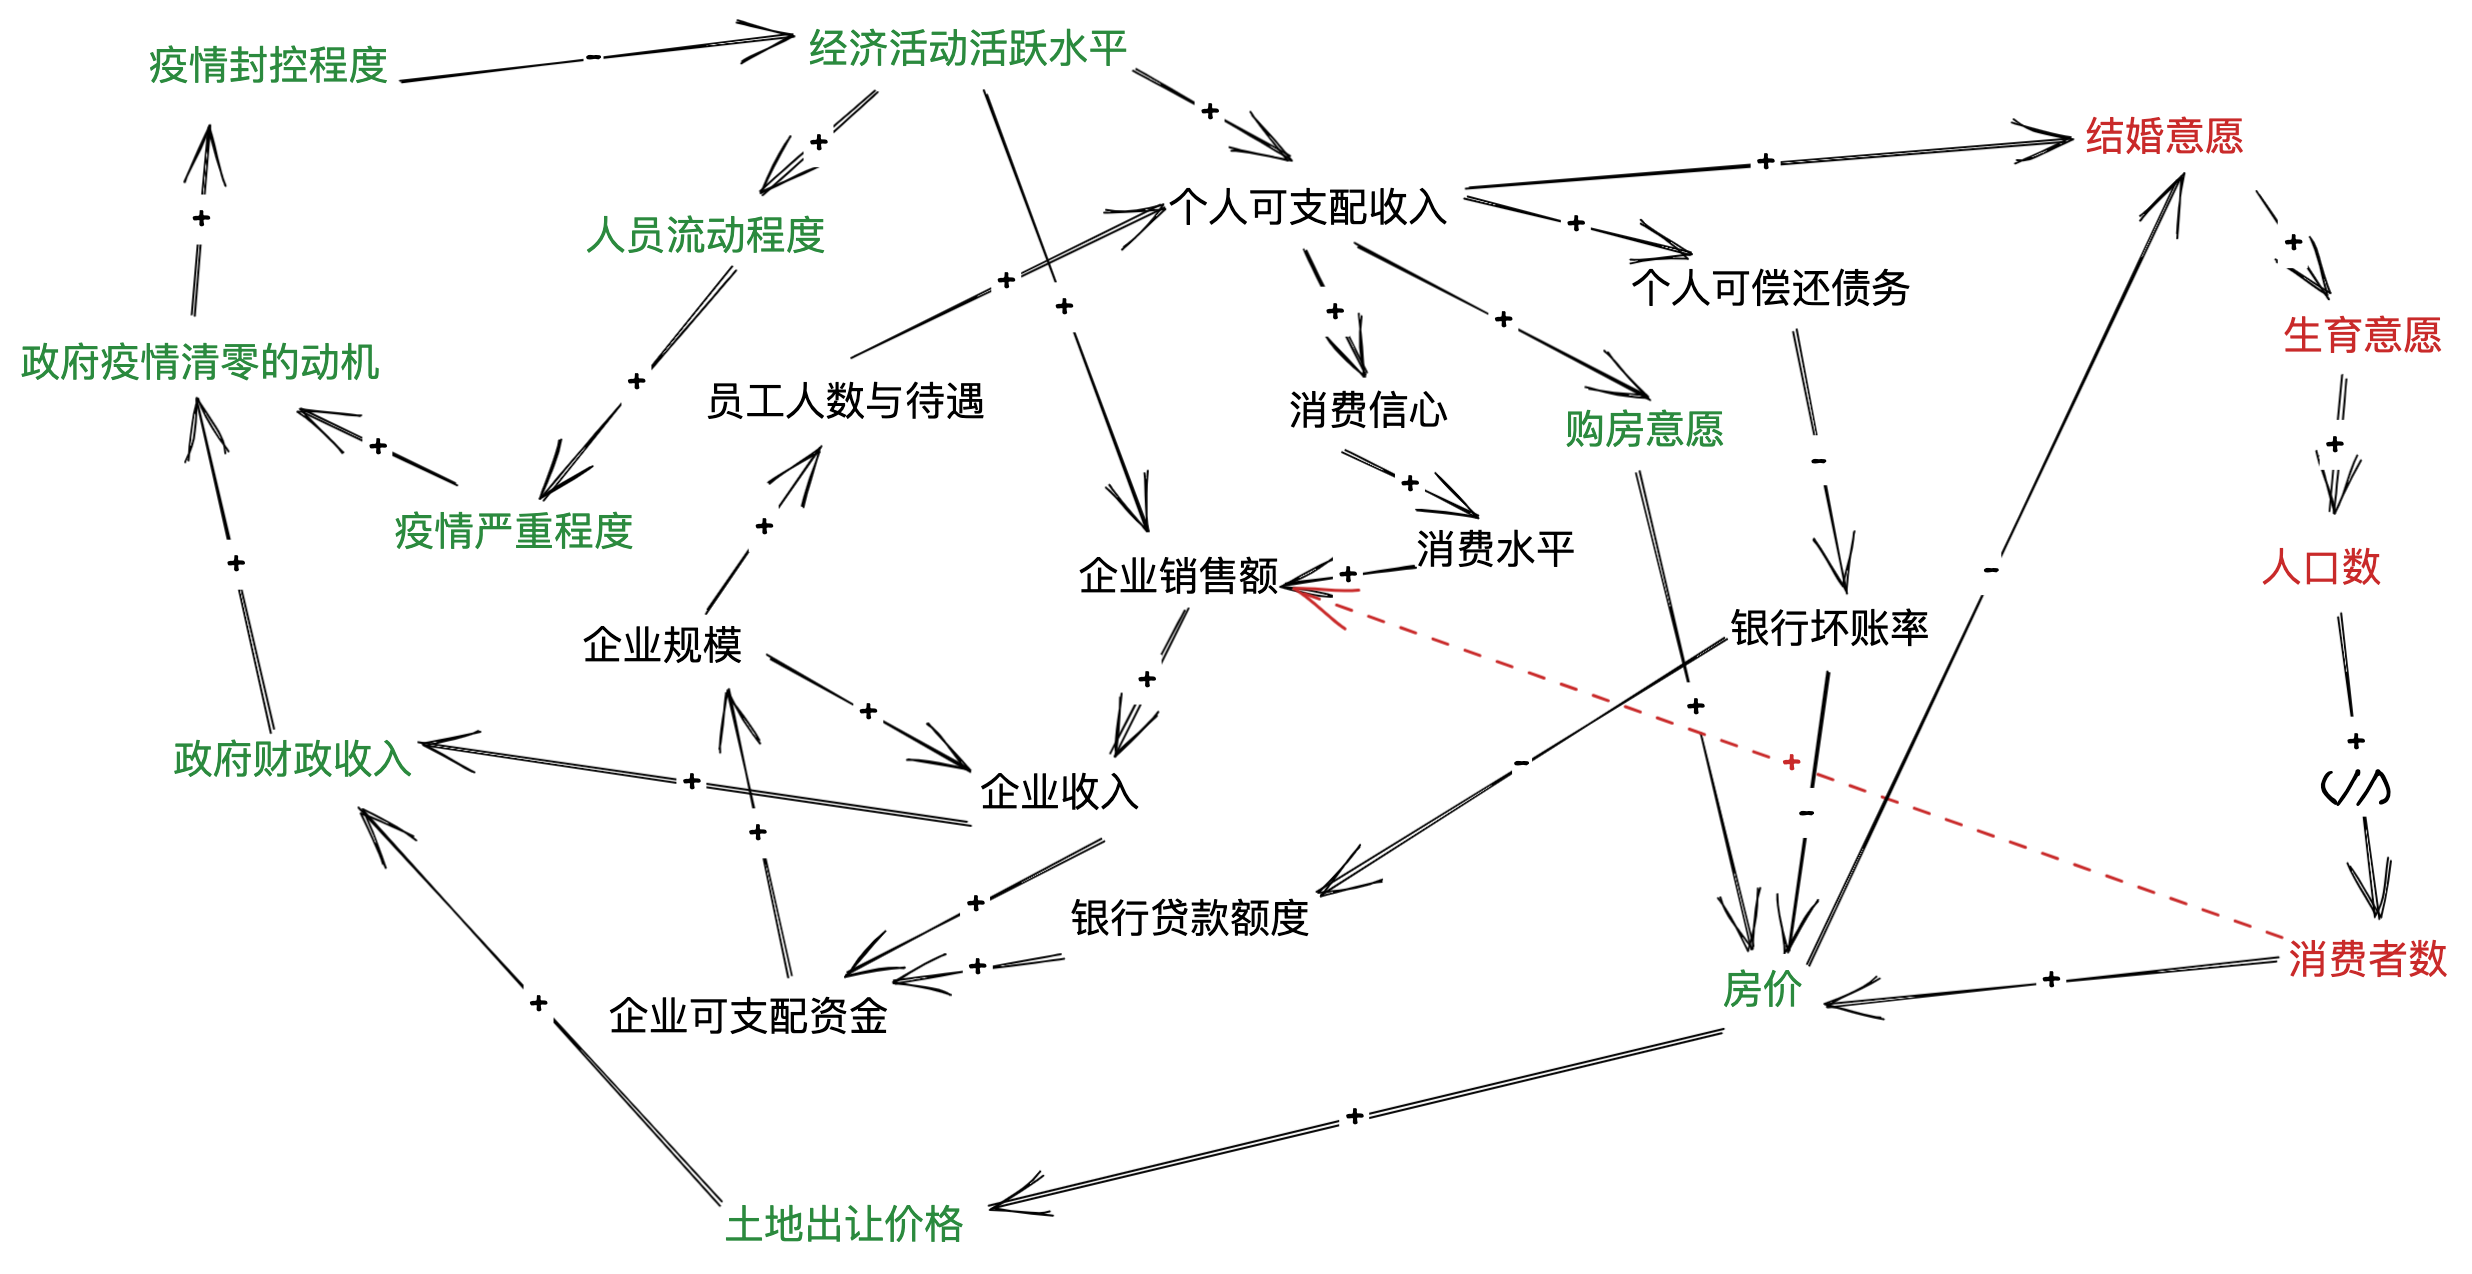 疫情封控程度
经济活动活跃水平
-
+
+
+
结婚意愿
+
个人可支配收入
+
+
人员流动程度
+
+
个人可偿还债务
+
+
+
生育意愿
政府疫情清零的动机
+
员工人数与待遇
消费信心
购房意愿
+
+
-
+
疫情严重程度
+
消费水平
+
+
企业销售额
人口数
-
企业规模
银行坏账率
+
+
+
+
政府财政收入
-
+
+
企业收入
+
-
+
银行贷款额度
+
消费者数
+
房价
+
企业可支配资金
+
土地出让价格